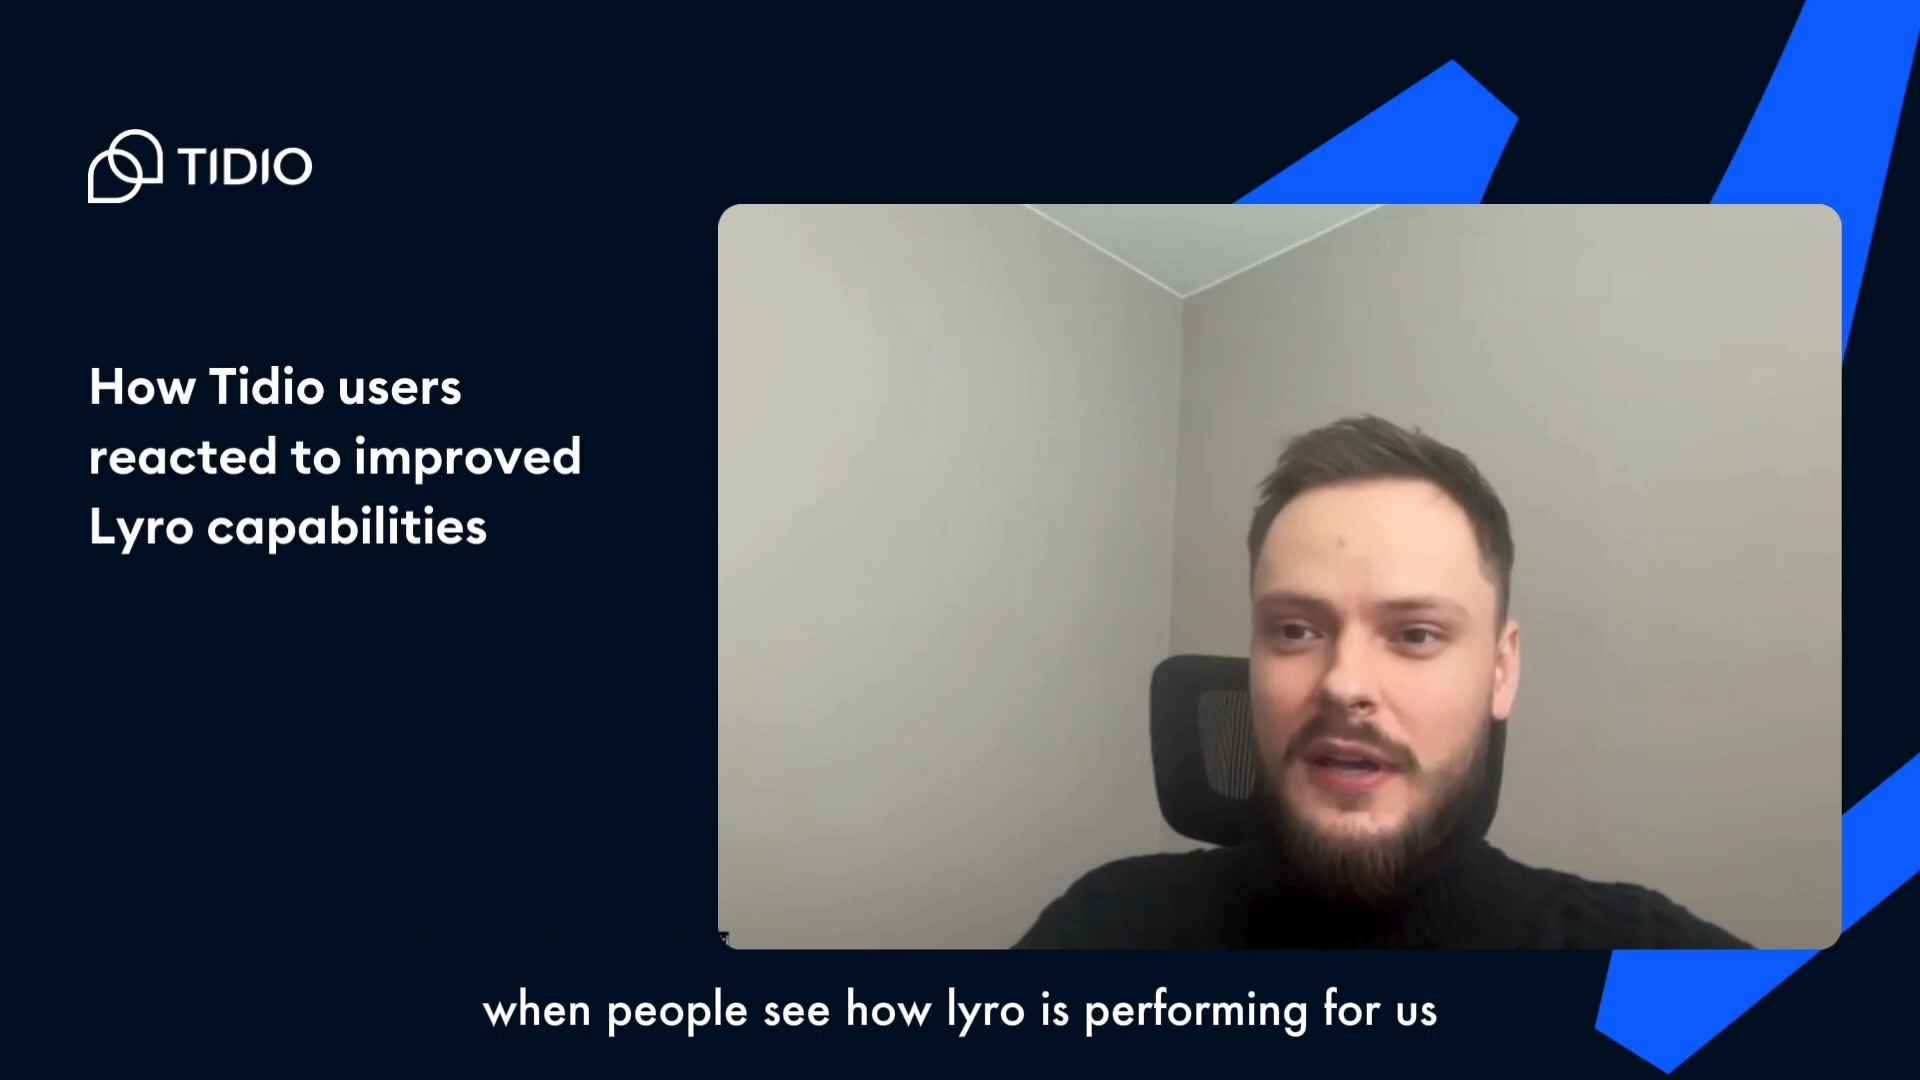 TIDIO
How Tidio users
reacted to improved
Lyro capabilities
when people see how lyro is performing for us